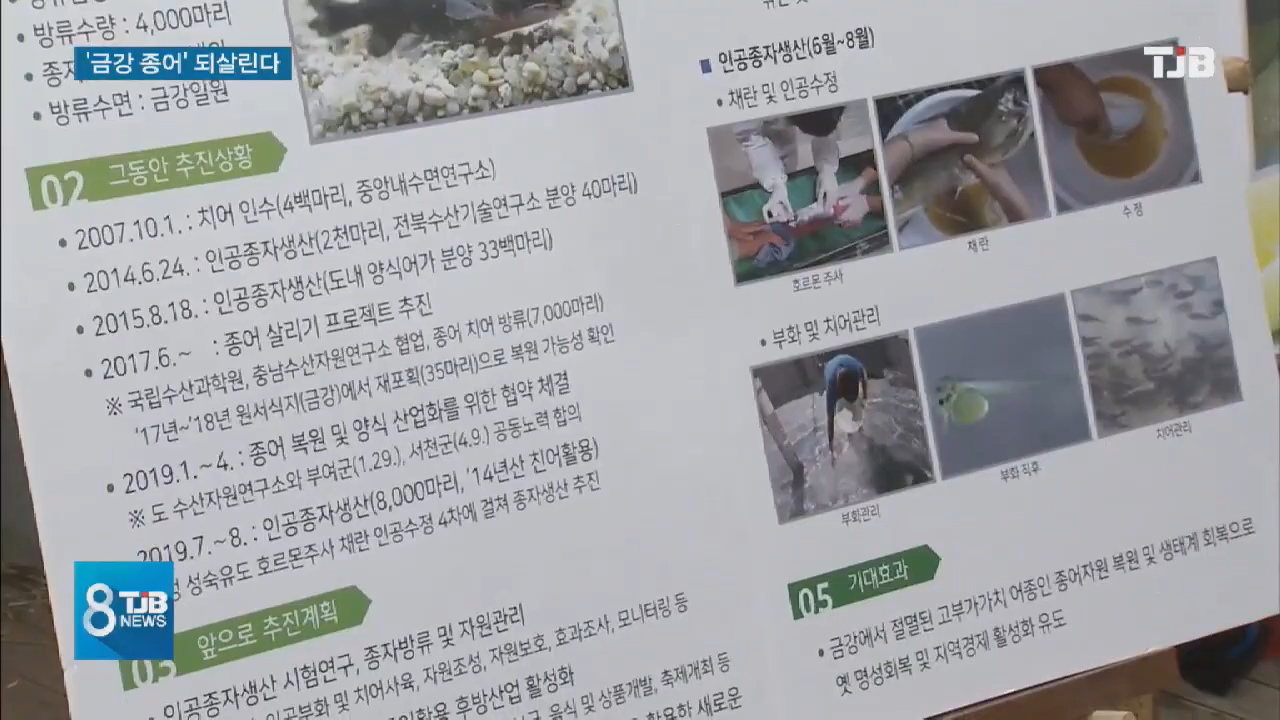 방류수량 : 4,000마리
'금강 종어' 되살린다
방류수면 : 금강일원
02 그동안 추진상황
2007.10.1. : 치어 인수(4백마리, 중앙내수면연구소)
2014.6.24. : 인공종자생산(2천마리, 전북수산기술연구소 분양 40마리)
2015.8.18. : 인공종자생산(도내 양식어가 분양 33백마리)
2017.6.~ : 종어 살리기 프로젝트 추진
※ 국립수산과학원, 충남수산자원연구소 협업, 종어 치어 방류(7,000마리)
'17년~'18년 원서식지(금강)에서 재포획(35마리)으로 복원 가능성 확인
2019.1.~4. : 종어 복원 및 양식 산업화를 위한 협약 체결
※ 도 수산자원연구소와 부여군(1.29.), 서천군(4.9.) 공동노력 합의
2019.7.~8. : 인공종자생산(8,000마리, '14년산 친어활용)
성숙유도 호르몬주사 채란 인공수정 4차에 걸쳐 종자생산 추진
03 앞으로 추진계획
인공종자생산 시험연구, 종자방류 및 자원관리
인공부화 및 치어사육, 자원조성, 자원보호, 효과조사, 모니터링 등
후방산업 활성화
음식 및 상품개발, 축제개최 등
새로운
인공종자생산(6월~8월)
채란 및 인공수정
호르몬 주사
채란
수정
부화 및 치어관리
부화관리
부화 직후
치어관리
05 기대효과
금강에서 절멸된 고부가가치 어종인 종어자원 복원 및 생태계 회복으로
옛 명성회복 및 지역경제 활성화 유도
TJB
8 TJB NEWS